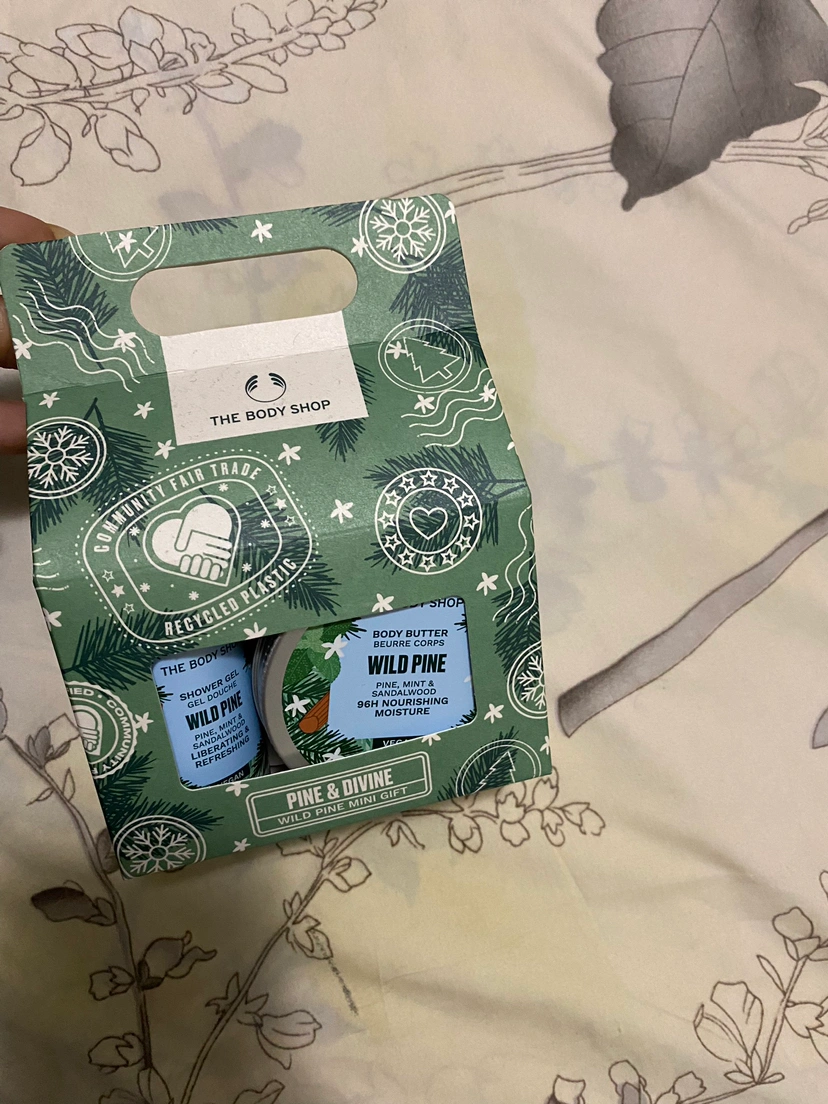 THE BODY SHOP
COMMUNITY FAIR TRADE
RECYCLED PLASTIC
THE BODY
SHOWER GEL
GEL DOUCHE
WILD PINE
PINE, MINT &
SANDALWOOD
LIBERATING &
REFRESHING
SHOP
BODY BUTTER
BEURRE CORPS
WILD PINE
PINE, MINT &
SANDALWOOD
96H NOURISHING
MOISTURE
COMMUNITY
PINE & DIVINE
WILD PINE MINI GIFT